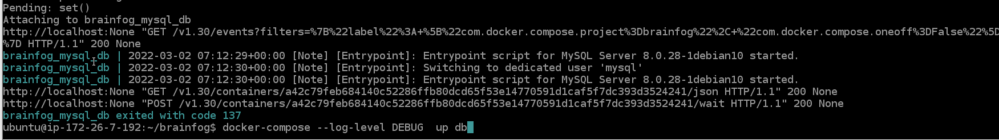 Pending: set()
Attaching to brainfog_mysql_db
http://localhost:None "GET /v1.30/events?filters=%7B%22label%22%3A+%5B%22com.docker.compose.project%3Dbrainfog%22%2C+%22com.docker.compose.oneoff%3DFalse%22%5D
%7D HTTP/1.1" 200 None
brainfog_mysql_db | 2022-03-02 07:12:29+00:00 [Note] [Entrypoint]: Entrypoint script for MySQL Server 8.0.28-1debian10 started.
brainfog_mysql_db | 2022-03-02 07:12:30+00:00 [Note] [Entrypoint]: Switching to dedicated user 'mysql'
brainfog_mysql_db | 2022-03-02 07:12:30+00:00 [Note] [Entrypoint]: Entrypoint script for MySQL Server 8.0.28-1debian10 started.
http://localhost:None "GET /v1.30/containers/a42c79feb684140c52286ffb80dcd65f53e14770591d1caf5f7dc393d3524241/json HTTP/1.1" 200 None
http://localhost:None "POST /v1.30/containers/a42c79feb684140c52286ffb80dcd65f53e14770591d1caf5f7dc393d3524241/wait HTTP/1.1" 200 None
brainfog_mysql_db exited with code 137
ubuntu@ip-172-26-7-192:~/brainfog$ docker-compose --log-level DEBUG  up db